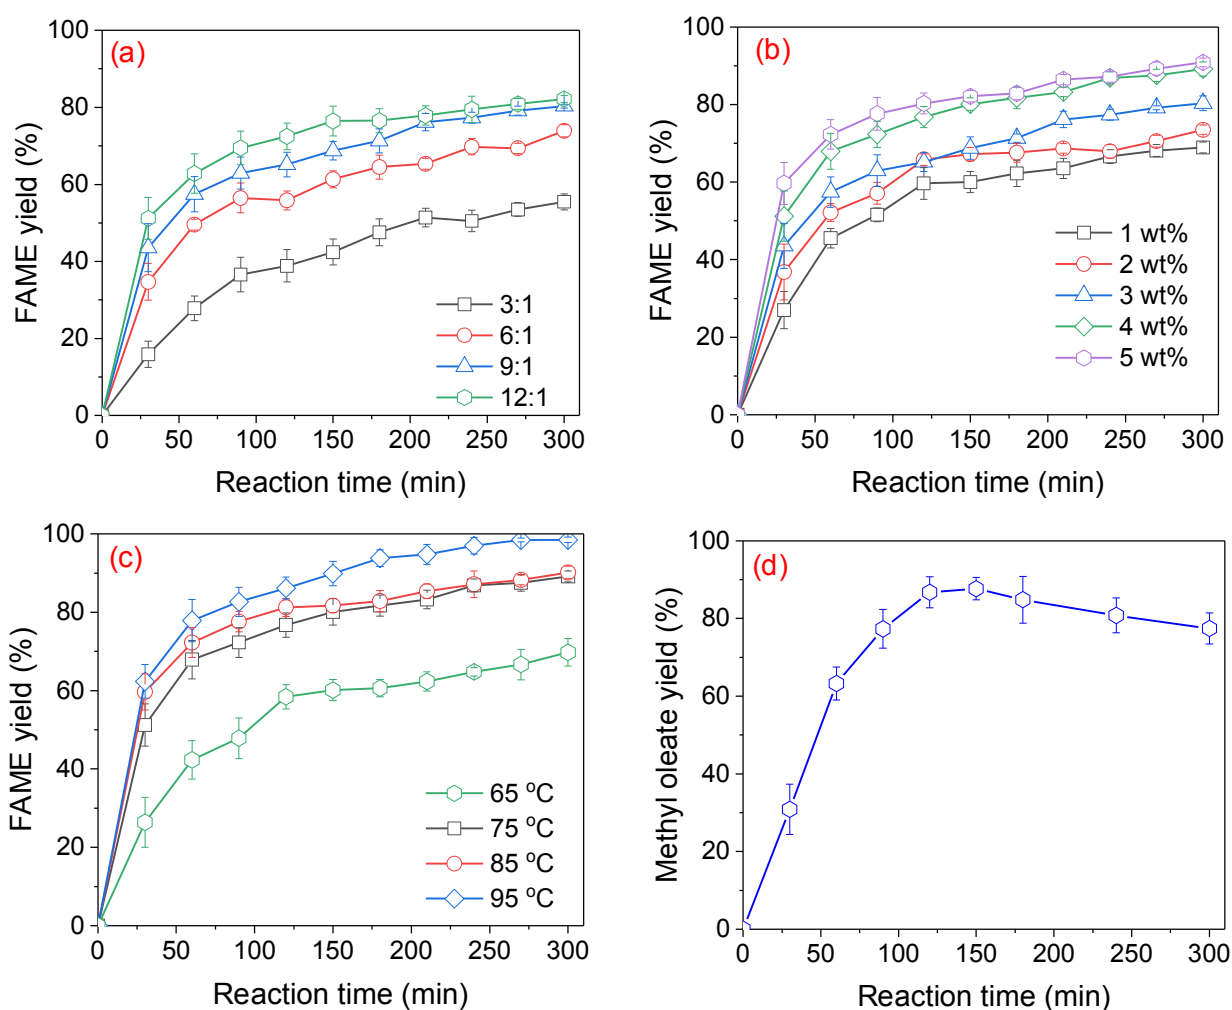 (a)
FAME yield (%)
100
80
60
40
20
0
3:1
6:1
9:1
12:1
0 50 100 150 200 250 300
Reaction time (min)
(b)
FAME yield (%)
100
80
60
40
20
0
1 wt%
2 wt%
3 wt%
4 wt%
5 wt%
0 50 100 150 200 250 300
Reaction time (min)
(c)
FAME yield (%)
100
80
60
40
20
0
65 °C
75 °C
85 °C
95 °C
0 50 100 150 200 250 300
Reaction time (min)
(d)
Methyl oleate yield (%)
100
80
60
40
20
0
0 50 100 150 200 250 300
Reaction time (min)